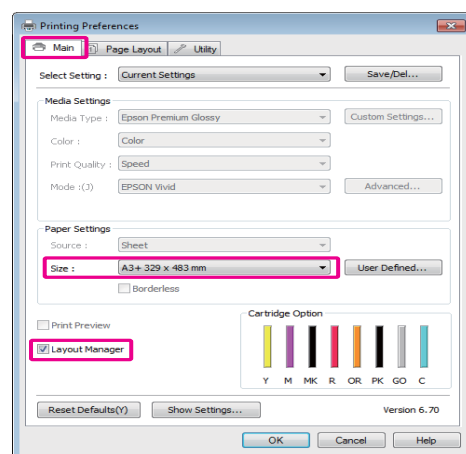 Printing Preferences
Main Page Layout Utility
Select Setting : Current Settings Save/Del...
Media Settings
Media Type : Epson Premium Glossy Custom Settings...
Color : Color
Print Quality : Speed
Mode :(J) EPSON Vivid Advanced...
Paper Settings
Source : Sheet
Size : A3+ 329 x 483 mm User Defined...
Borderless
Print Preview
Layout Manager
Cartridge Option
Y M MK R OR PK GO C
Reset Defaults(Y) Show Settings... Version 6.70
OK Cancel Help